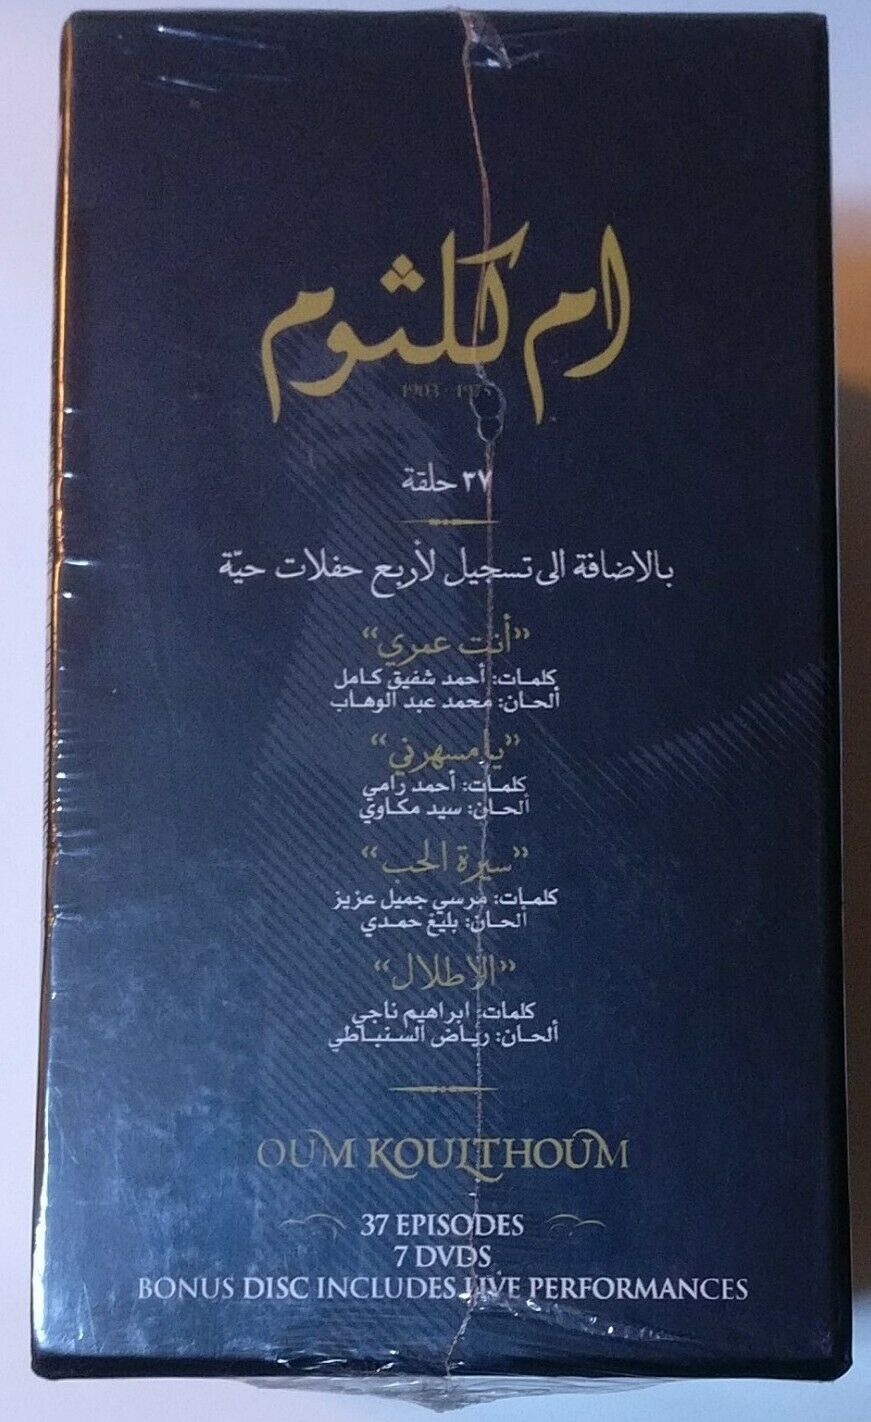 ام كلثوم
1903 - 1975
٣٧ حلقة
بالاضافة الى تسجيل لأربع حفلات حيّة
“أنت عمري”
كلمات: أحمد شفيق كامل
ألحان: محمد عبد الوهاب
“يا مسهرني”
كلمات: أحمد رامي
ألحان: سيد مكاوي
“سيرة الحب”
كلمات: مرسي جميل عزيز
ألحان: بليغ حمدي
“الاطلال”
كلمات: ابراهيم ناجي
ألحان: رياض السنباطي
OUM KOULTHOUM
37 EPISODES
7 DVDS
BONUS DISC INCLUDES LIVE PERFORMANCES